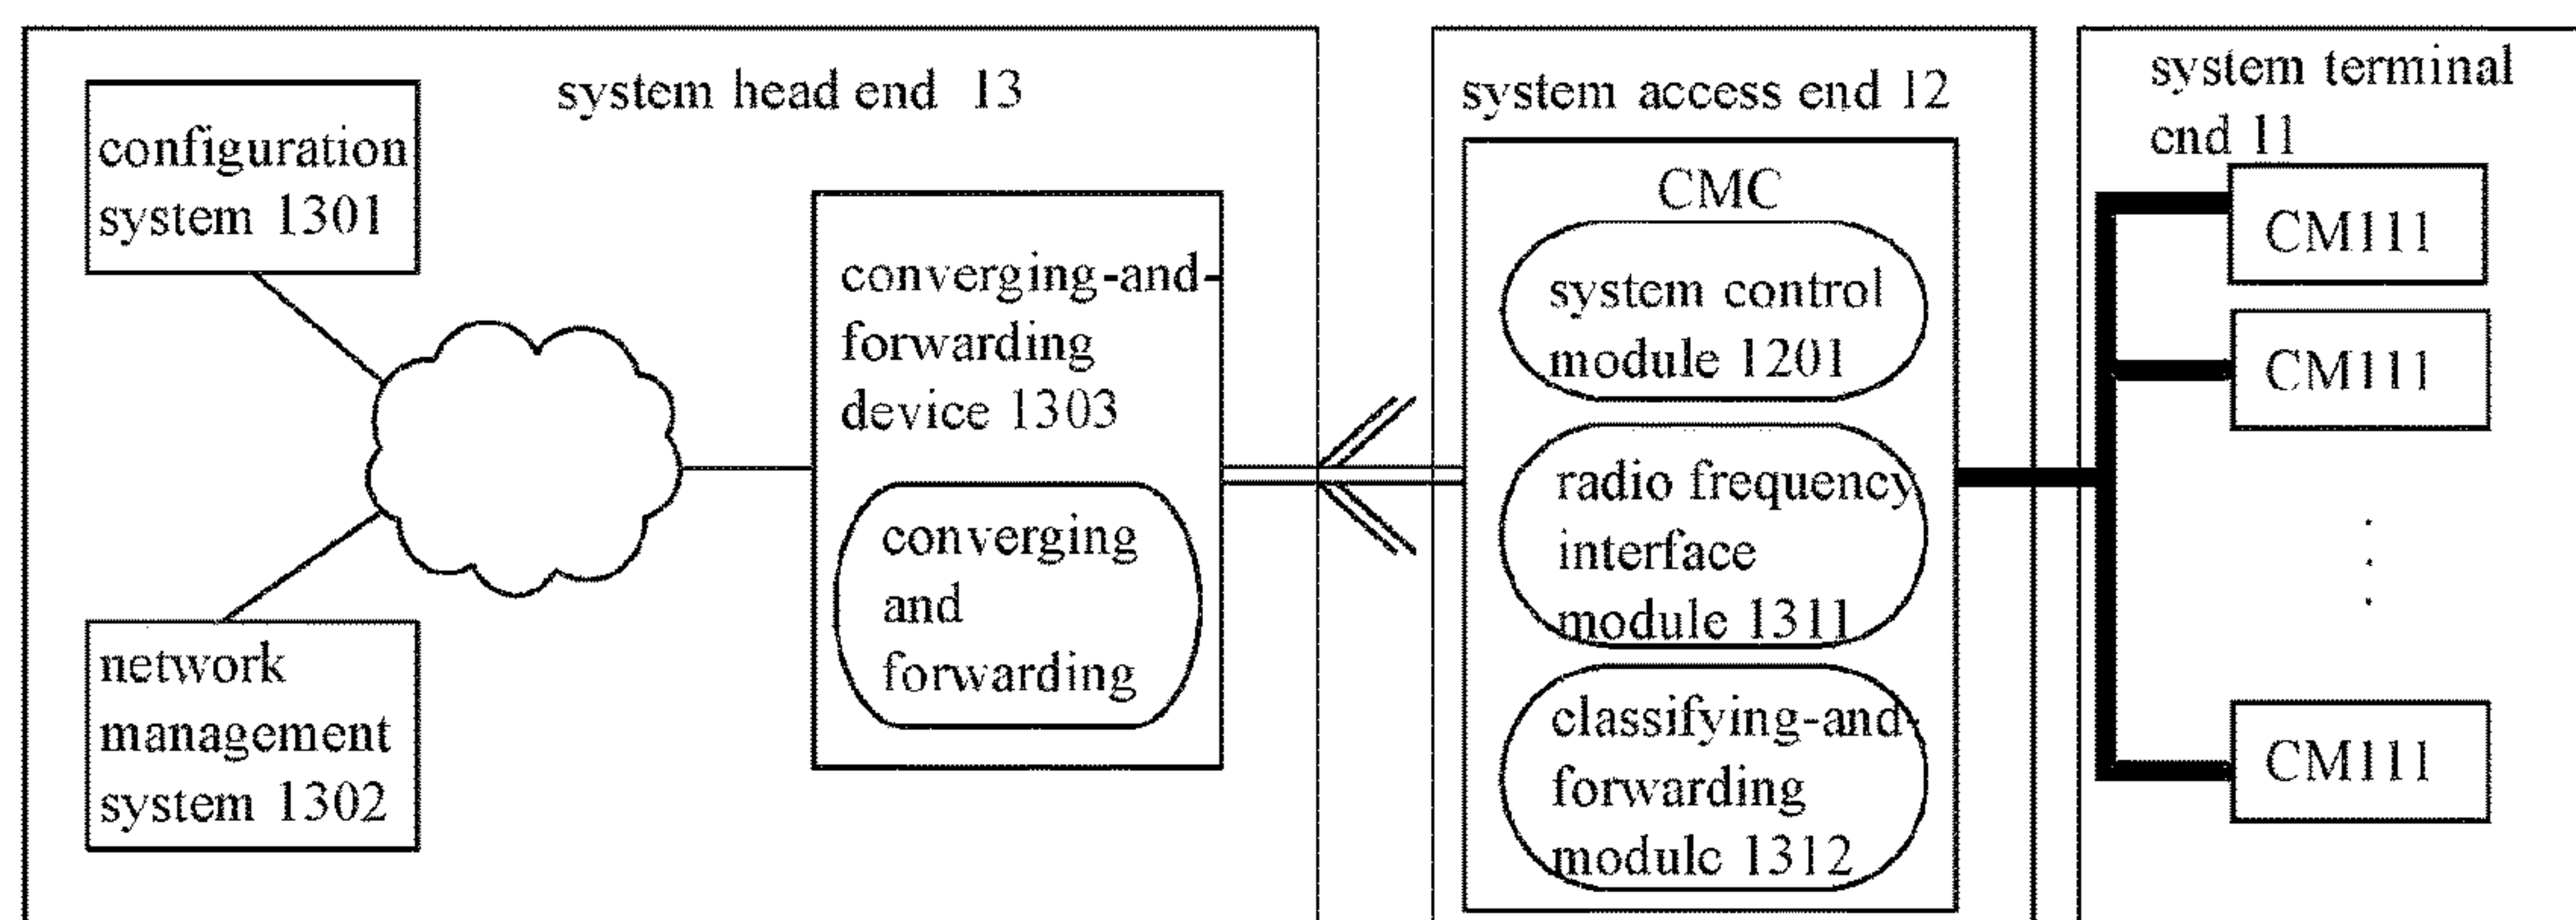 system head end 13
configuration
system 1301
network
management
system 1302
converging-and-
forwarding
device 1303
converging
and
forwarding
system access end 12
CMC
system control
module 1201
radio frequency
interface
module 1311
classifying-and-
forwarding
module 1312
system terminal
end 11
CM111
CM111
CM111